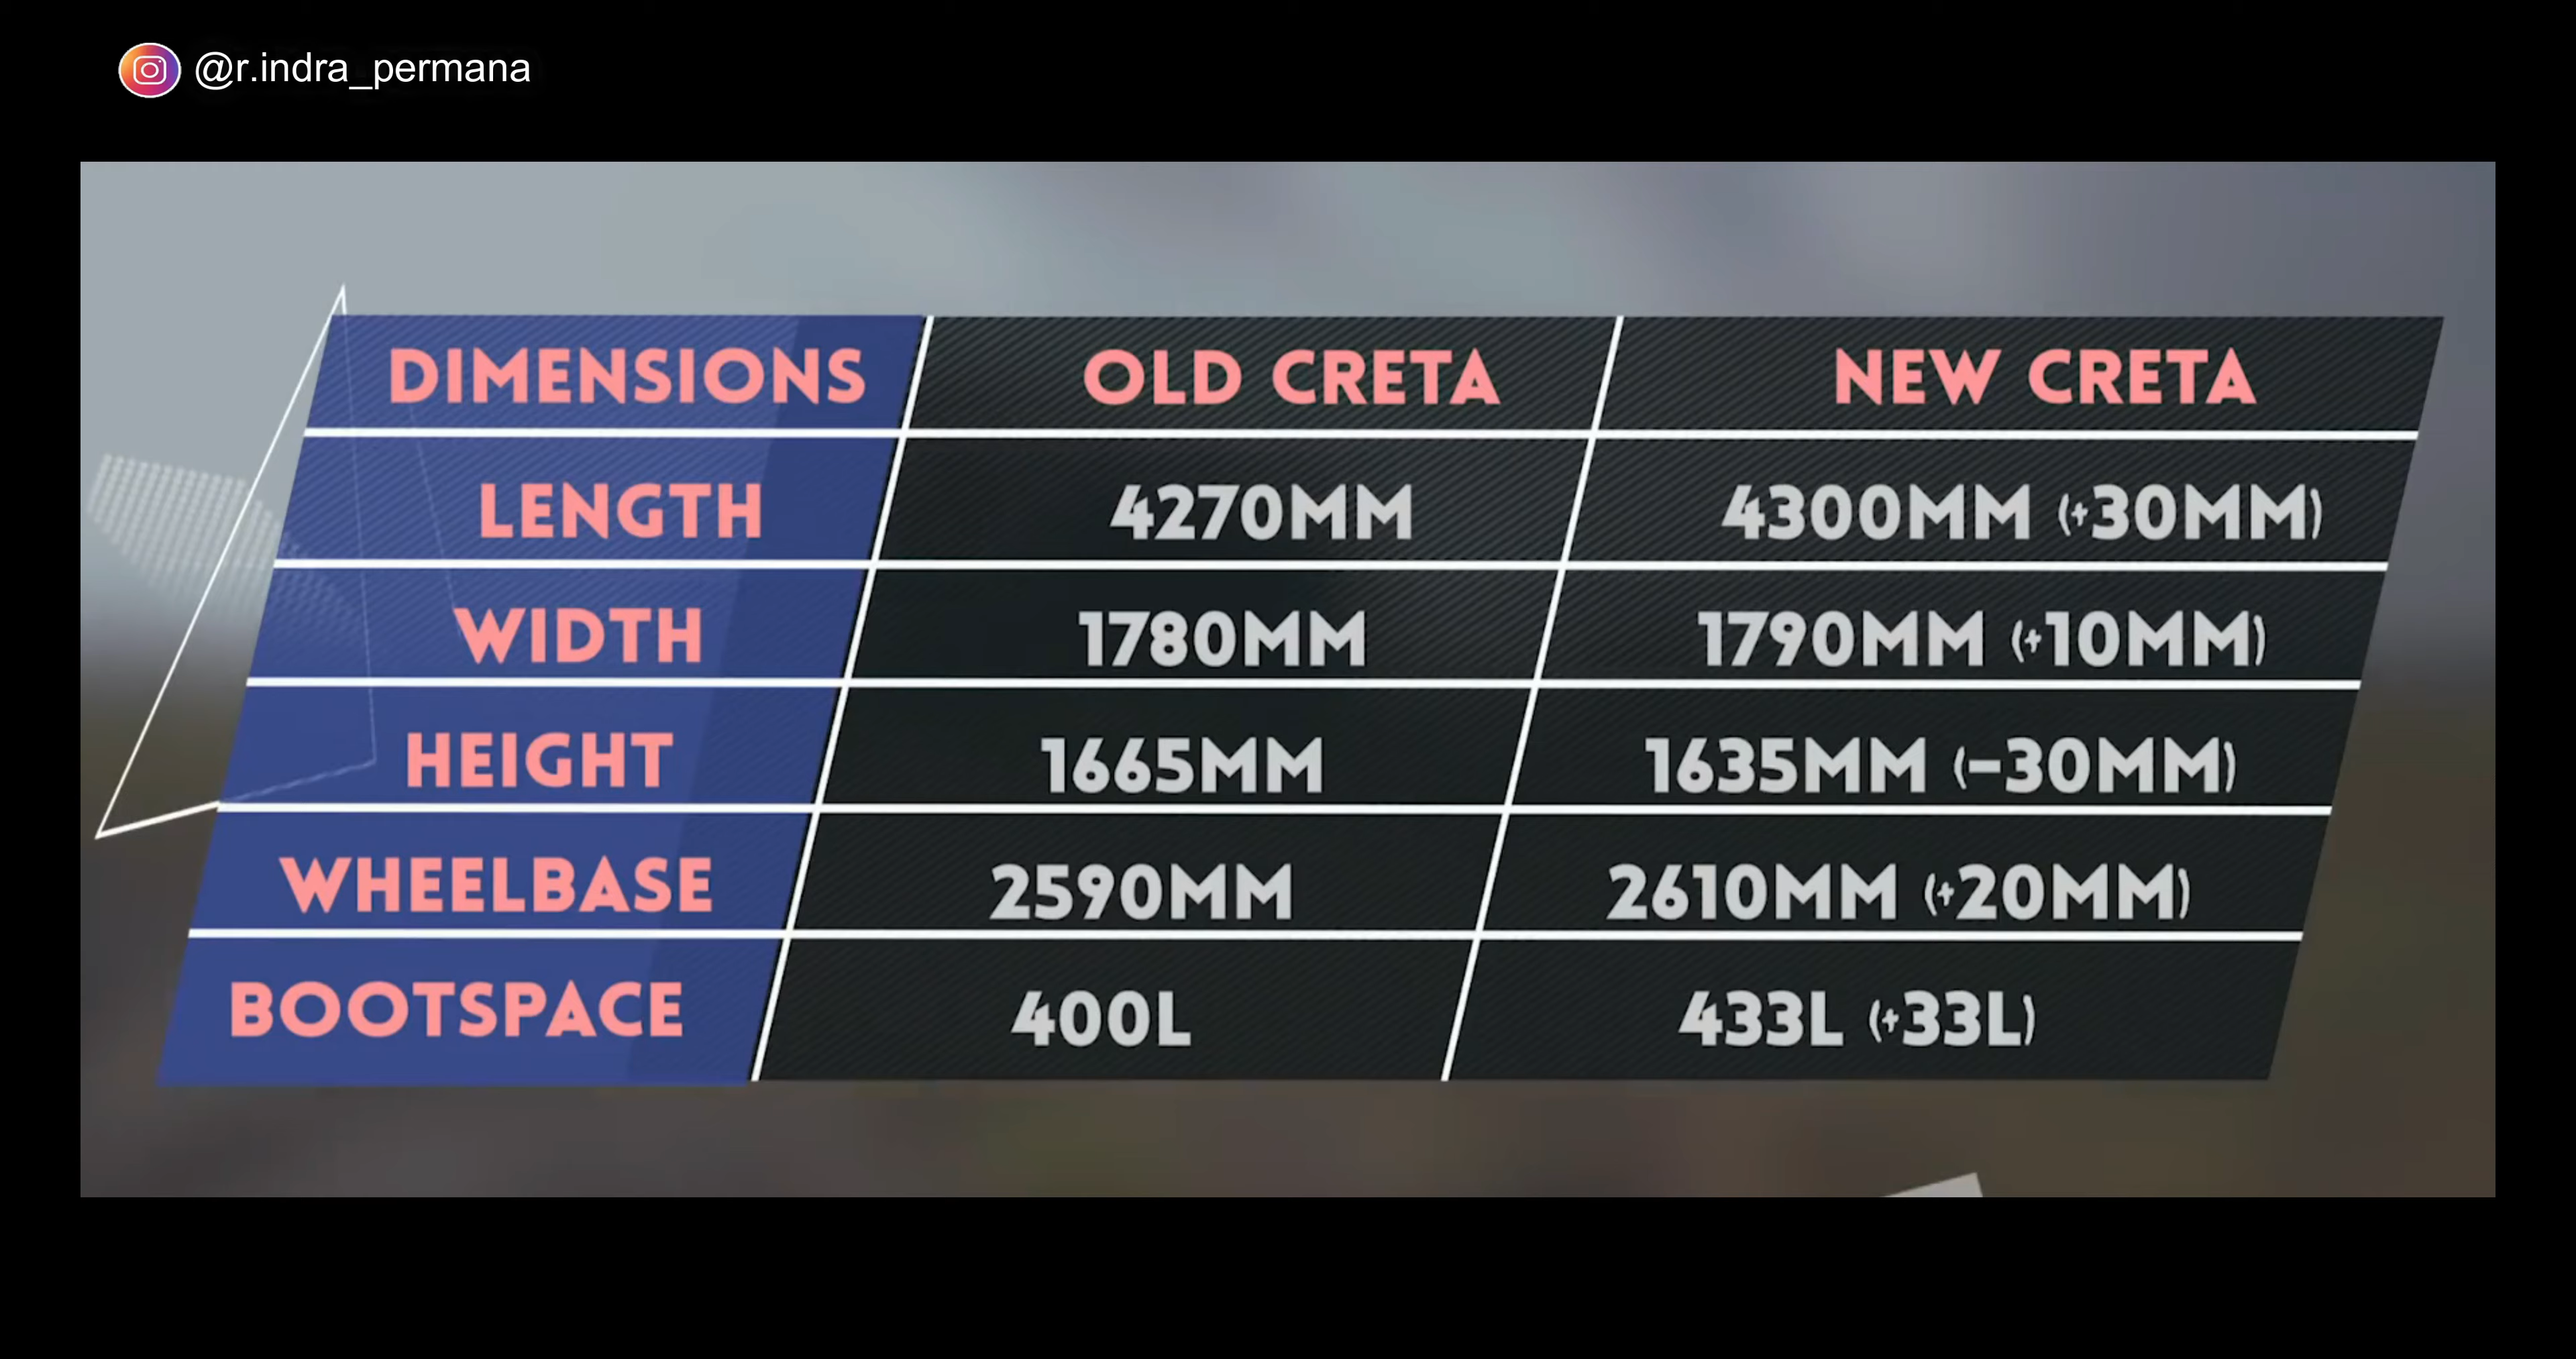 @r.indra_permana
DIMENSIONS OLD CRETA NEW CRETA
LENGTH 4270MM 4300MM (+30MM)
WIDTH 1780MM 1790MM (+10MM)
HEIGHT 1665MM 1635MM (-30MM)
WHEELBASE 2590MM 2610MM (+20MM)
BOOTSPACE 400L 433L (+33L)